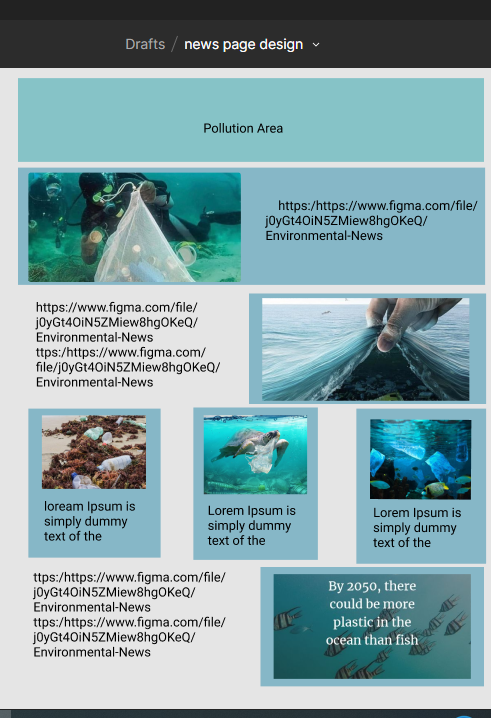 Drafts / news page design
Pollution Area
https:/https://www.figma.com/file/
j0yGt4OiN5ZMiew8hgOKeQ/
Environmental-News
https://www.figma.com/file/
j0yGt4OiN5ZMiew8hgOKeQ/
Environmental-News
ttps:/https://www.figma.com/
file/j0yGt4OiN5ZMiew8hgOKeQ/
Environmental-News
loream Ipsum is
simply dummy
text of the
Lorem Ipsum is
simply dummy
text of the
Lorem Ipsum is
simply dummy
text of the
ttps:/https://www.figma.com/file/
j0yGt4OiN5ZMiew8hgOKeQ/
Environmental-News
ttps:/https://www.figma.com/file/
j0yGt4OiN5ZMiew8hgOKeQ/
Environmental-News
By 2050, there
could be more
plastic in the
ocean than fish